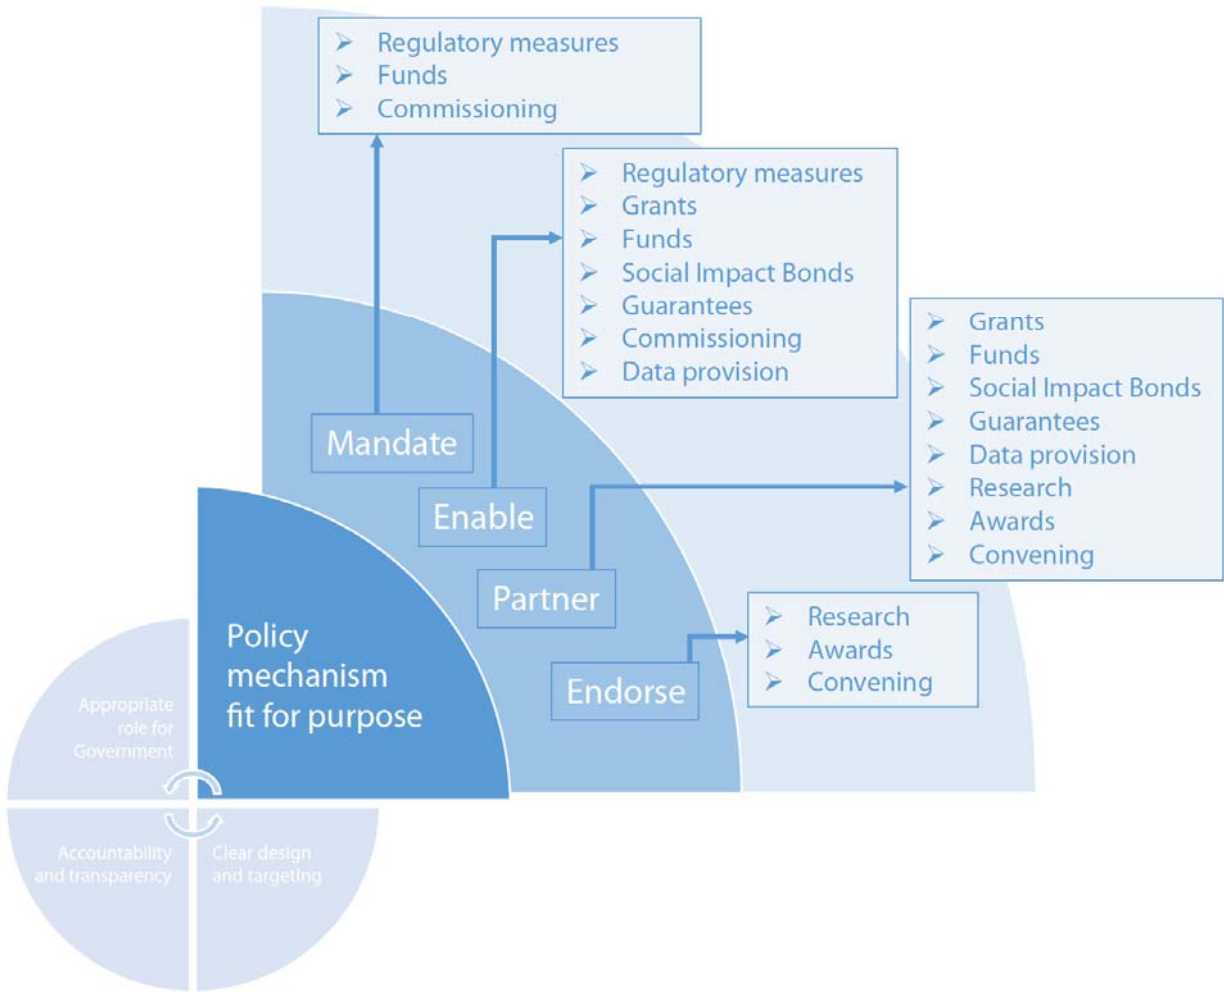 Regulatory measures
Funds
Commissioning
Regulatory measures
Grants
Funds
Social Impact Bonds
Guarantees
Commissioning
Data provision
Grants
Funds
Social Impact Bonds
Guarantees
Data provision
Research
Awards
Convening
Mandate
Enable
Partner
Endorse
Research
Awards
Convening
Policy
mechanism
fit for purpose
Appropriate
role for
Government
Accountability
and transparency
Clear design
and targeting